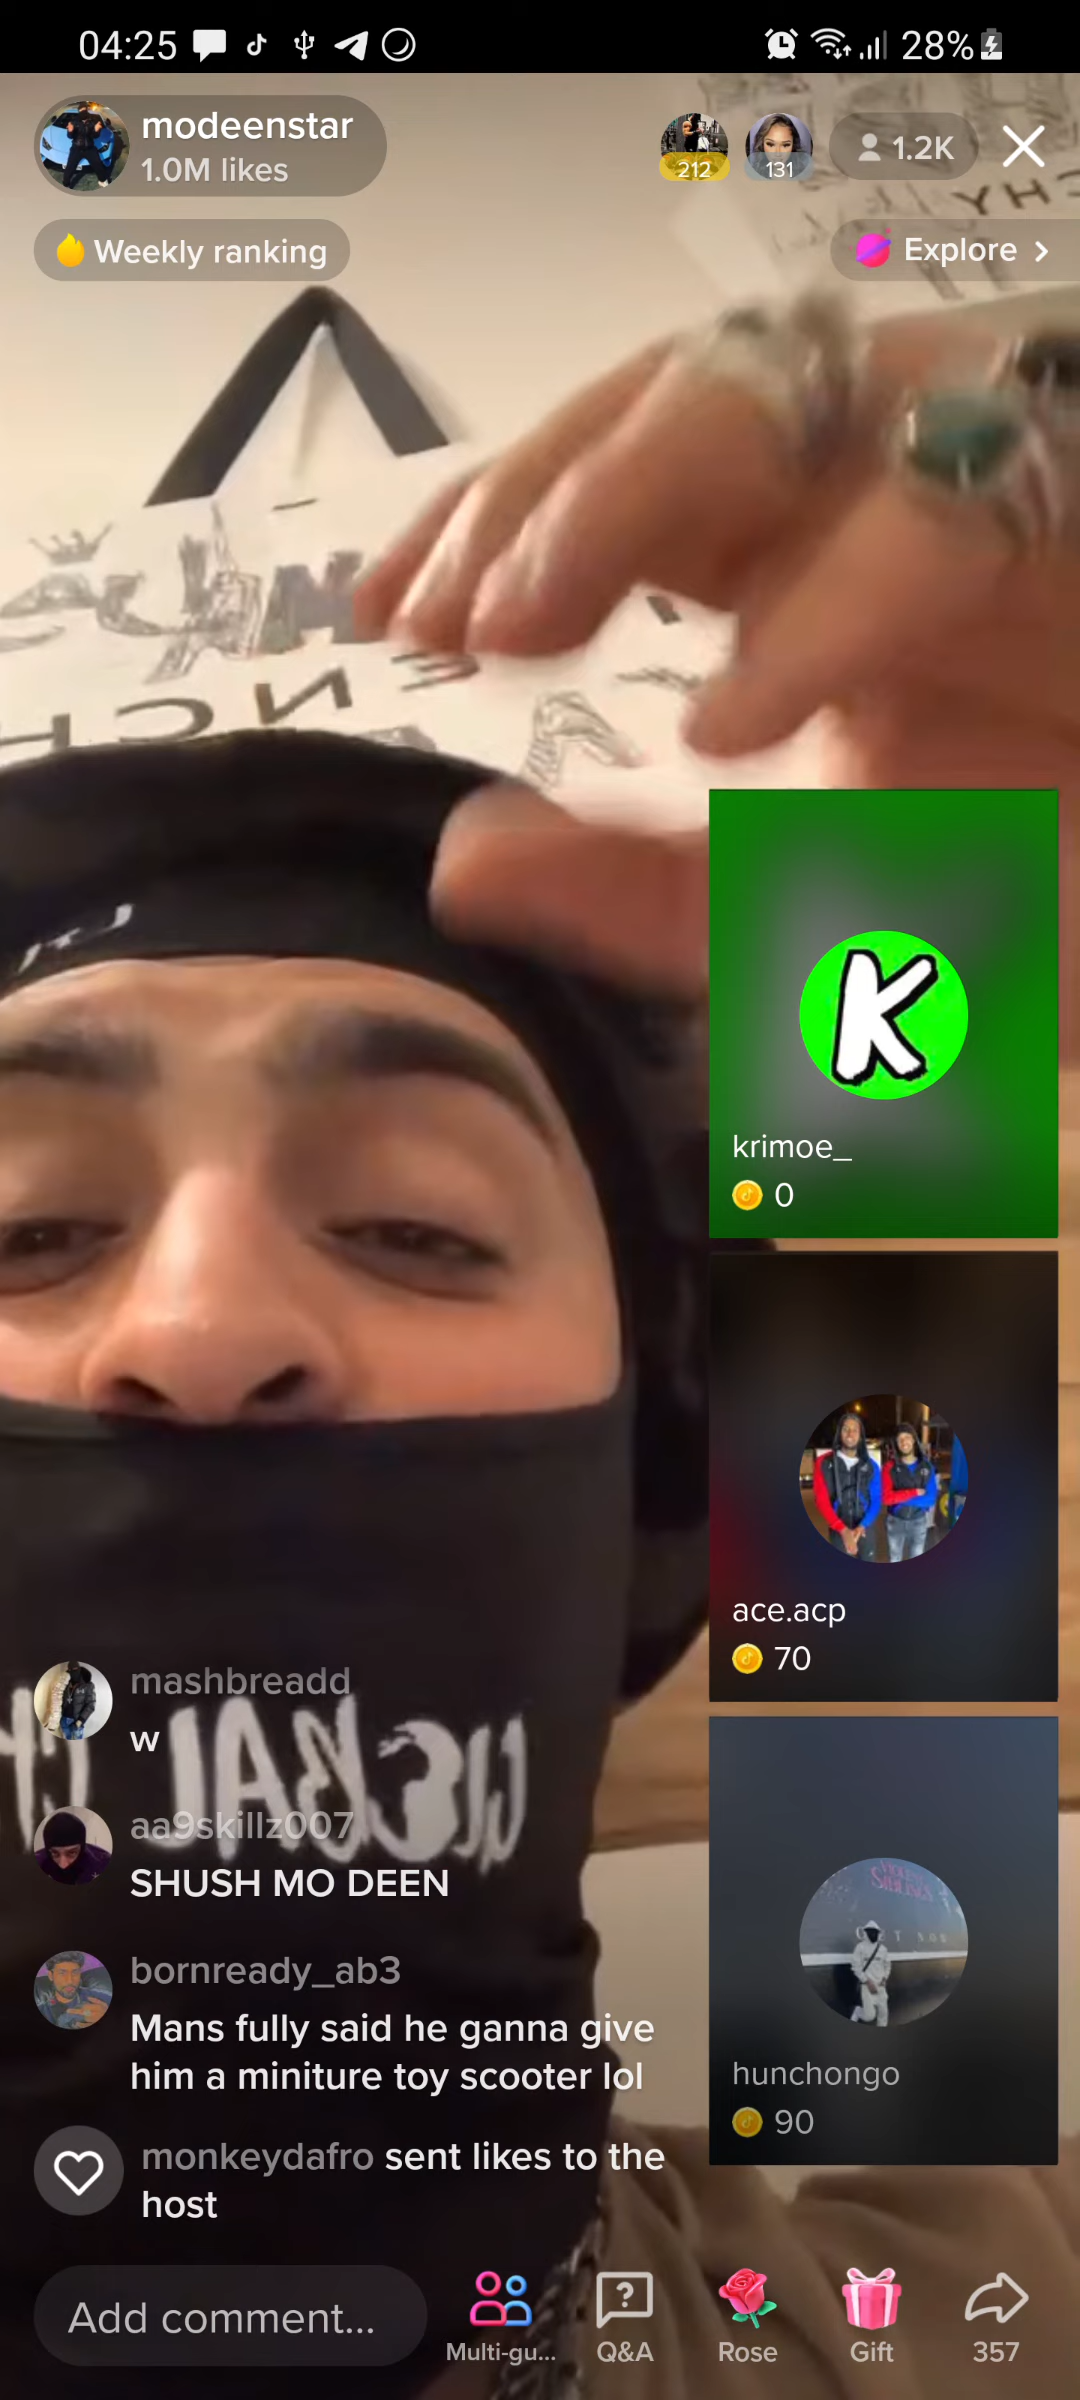 04:25
28%
modeenstar
1.0M likes
212
131
1.2K
Weekly ranking
Explore
K
krimoe_
0
ace.acp
70
mashbreadd
w
aa9skillz007
SHUSH MO DEEN
bornready_ab3
Mans fully said he ganna give
him a miniture toy scooter lol
hunchongo
90
monkeydafro sent likes to the
host
Add comment...
Multi-gu...
Q&A
Rose
Gift
357